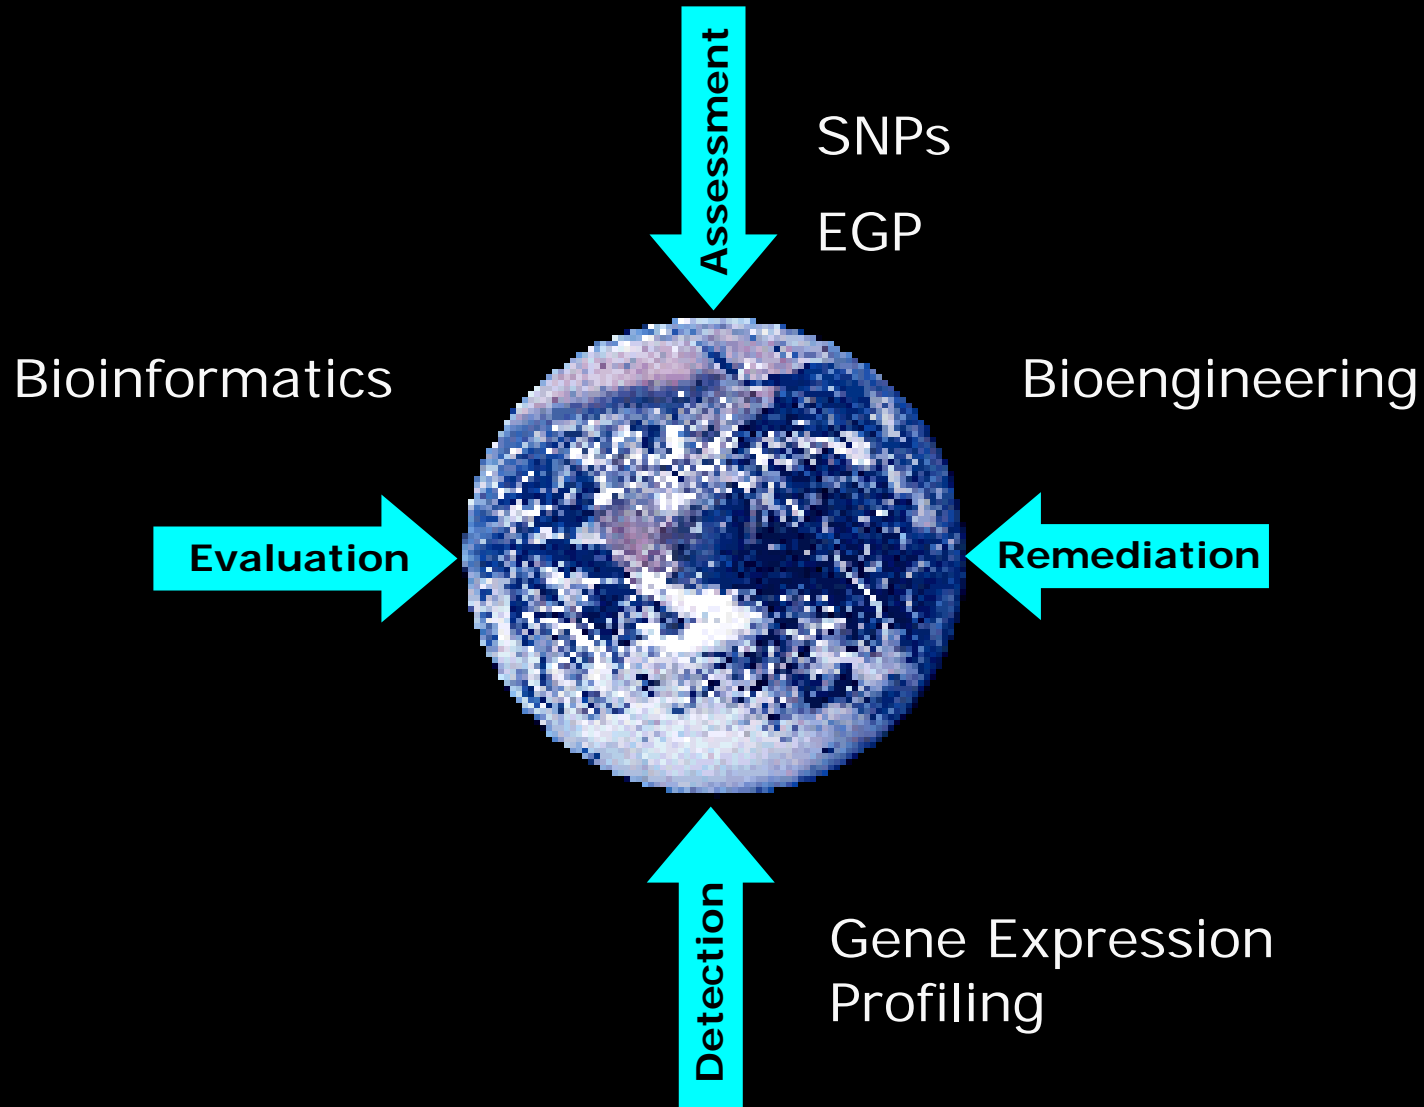 Assessment
SNPs
EGP
Bioinformatics
Bioengineering
Evaluation
Remediation
Detection
Gene Expression
Profiling